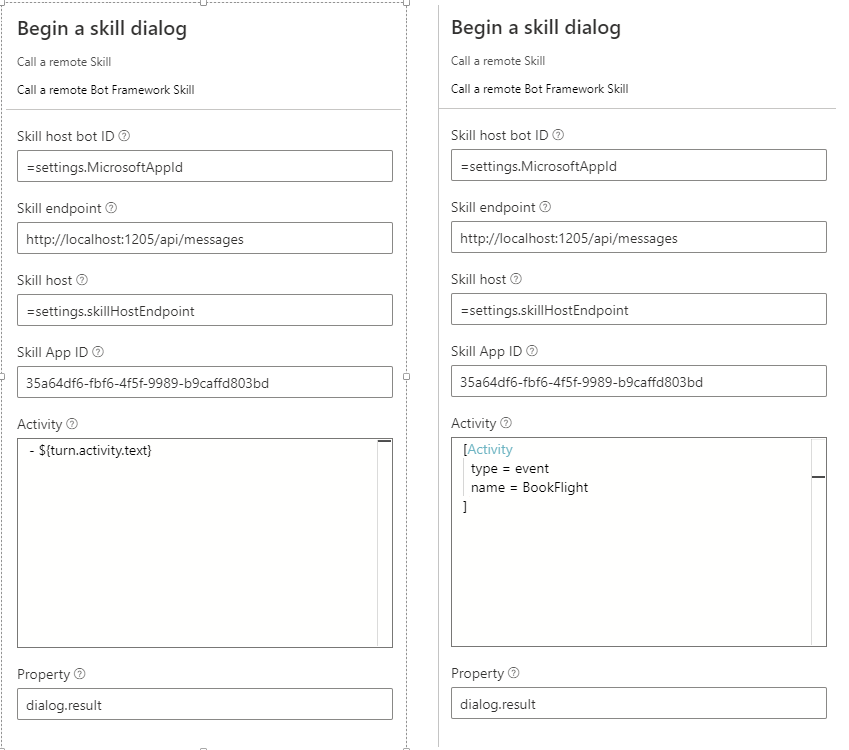 Begin a skill dialog
Call a remote Skill
Call a remote Bot Framework Skill
Skill host bot ID
=settings.MicrosoftAppId
Skill endpoint
http://localhost:1205/api/messages
Skill host
=settings.skillHostEndpoint
Skill App ID
35a64df6-fbf6-4f5f-9989-b9caffd803bd
Activity
- ${turn.activity.text}
Property
dialog.result
Begin a skill dialog
Call a remote Skill
Call a remote Bot Framework Skill
Skill host bot ID
=settings.MicrosoftAppId
Skill endpoint
http://localhost:1205/api/messages
Skill host
=settings.skillHostEndpoint
Skill App ID
35a64df6-fbf6-4f5f-9989-b9caffd803bd
Activity
[Activity
type = event
name = BookFlight
]
Property
dialog.result